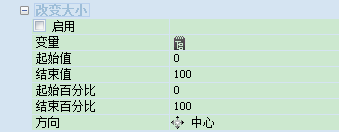 改变大小
启用
变量
起始值 0
结束值 100
起始百分比 0
结束百分比 100
方向 中心